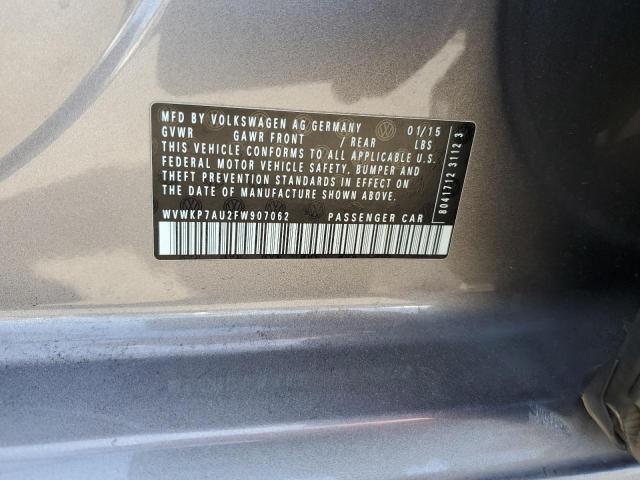 MFD BY VOLKSWAGEN AG GERMANY 01/15
GVWR GAWR FRONT / REAR LBS
THIS VEHICLE CONFORMS TO ALL APPLICABLE U.S.
FEDERAL MOTOR VEHICLE SAFETY, BUMPER AND
THEFT PREVENTION STANDARDS IN EFFECT ON
THE DATE OF MANUFACTURE SHOWN ABOVE.
WVWKP7AU2FW907062 PASSENGER CAR
8041712 3112 3